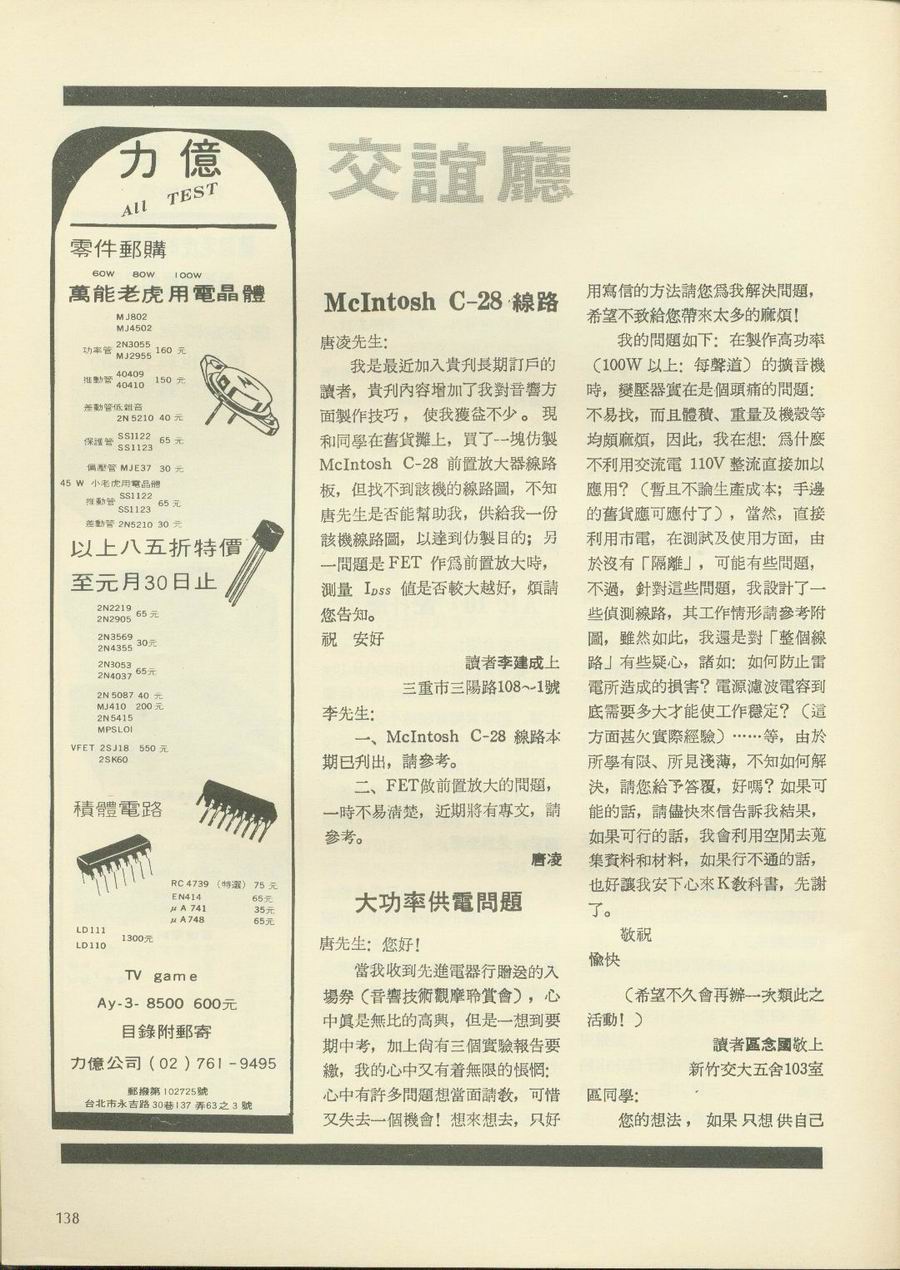 力億
All TEST
零件郵購
60W 80W 100W
萬能老虎用電晶體
MJ802
MJ4502
功率管 2N3055 MJ2955 160 元
推動管 40409 40410 150 元
差動管低雜音
2N 5210 40 元
保護管 SS1122 SS1123 65 元
偏壓管 MJE37 30 元
45 W 小老虎用電晶體
推動管 SS1122 SS1123 65 元
差動管 2N5210 30 元
以上八五折特價
至元月30日止
2N2219
2N2905 65元
2N3569
2N4355 30元
2N3053
2N4037 65元
2N 5087 40 元
MJ410 200 元
2N5415
MPSLO1
VFET 2SJ18 550 元
2SK60
積體電路
RC 4739 (特選) 75 元
EN414 65元
μA 741 35元
μA748 65元
LD111
LD110 1300元
TV game
Ay-3- 8500 600元
目錄附郵寄
力億公司 (02) 761-9495
郵撥第102725號
台北市永吉路30巷137弄63之3號
交誼廳
McIntosh C-28 線路
唐凌先生:
我是最近加入貴刋長期訂戶的
讀者,貴刋內容增加了我對音響方
面製作技巧,使我獲益不少。現
和同學在舊貨攤上,買了一塊仿製
McIntosh C-28 前置放大器線路
板,但找不到該機的線路圖,不知
唐先生是否能幫助我,供給我一份
該機線路圖,以達到仿製目的;另
一問題是FET 作爲前置放大時,
測量 IDSS 值是否較大越好,煩請
您告知。
祝 安好
讀者李建成上
三重市三陽路108~1號
李先生:
一、McIntosh C-28 線路本
期已刋出,請參考。
二、FET做前置放大的問題,
一時不易清楚,近期將有專文,請
參考。
唐凌
大功率供電問題
唐先生:您好!
當我收到先進電器行贈送的入
場券(音響技術觀摩聆賞會),心
中眞是無比的高興,但是一想到要
期中考,加上尙有三個實驗報告要
繳,我的心中又有着無限的悵惘:
心中有許多問題想當面請教,可惜
又失去一個機會!想來想去,只好
用寫信的方法請您爲我解決問題,
希望不致給您帶來太多的麻煩!
我的問題如下:在製作高功率
(100W 以上:每聲道)的擴音機
時,變壓器實在是個頭痛的問題:
不易找,而且體積、重量及機殼等
均頗麻煩,因此,我在想:爲什麼
不利用交流電 110V 整流直接加以
應用?(暫且不論生產成本;手邊
的舊貨應可應付了),當然,直接
利用市電,在測試及使用方面,由
於沒有「隔離」,可能有些問題,
不過,針對這些問題,我設計了一
些偵測線路,其工作情形請參考附
圖,雖然如此,我還是對「整個線
路」有些疑心,諸如:如何防止雷
電所造成的損害?電源濾波電容到
底需要多大才能使工作穩定?(這
方面甚欠實際經驗)……等,由於
所學有限、所見淺薄,不知如何解
決,請您給予答覆,好嗎?如果可
能的話,請儘快來信告訴我結果,
如果可行的話,我會利用空閒去蒐
集資料和材料,如果行不通的話,
也好讓我安下心來K教科書,先謝
了。
敬祝
愉快
(希望不久會再辦一次類此之
活動!)
讀者區念國敬上
新竹交大五舍103室
區同學:
您的想法,如果只想供自己
138